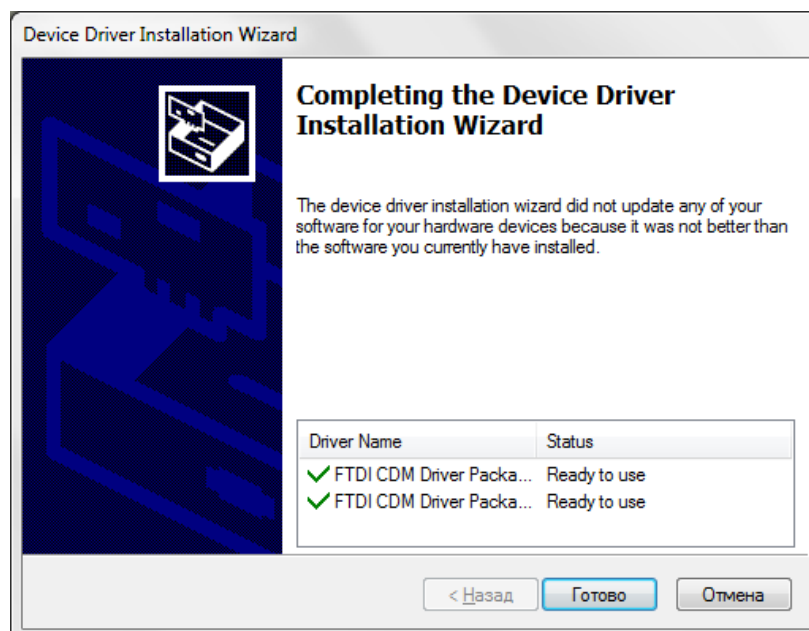 Device Driver Installation Wizard
Completing the Device Driver
Installation Wizard
The device driver installation wizard did not update any of your
software for your hardware devices because it was not better than
the software you currently have installed.
Driver Name Status
FTDI CDM Driver Packa... Ready to use
FTDI CDM Driver Packa... Ready to use
< Назад Готово Отмена